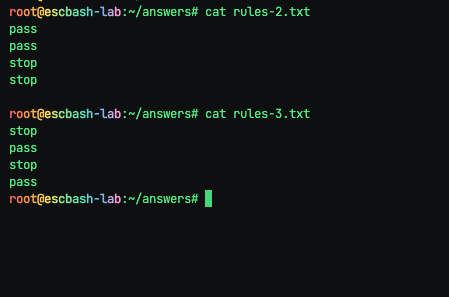 root@escbash-lab:~/answers# cat rules-2.txt
pass
pass
stop
stop
root@escbash-lab:~/answers# cat rules-3.txt
stop
pass
stop
pass
root@escbash-lab:~/answers#